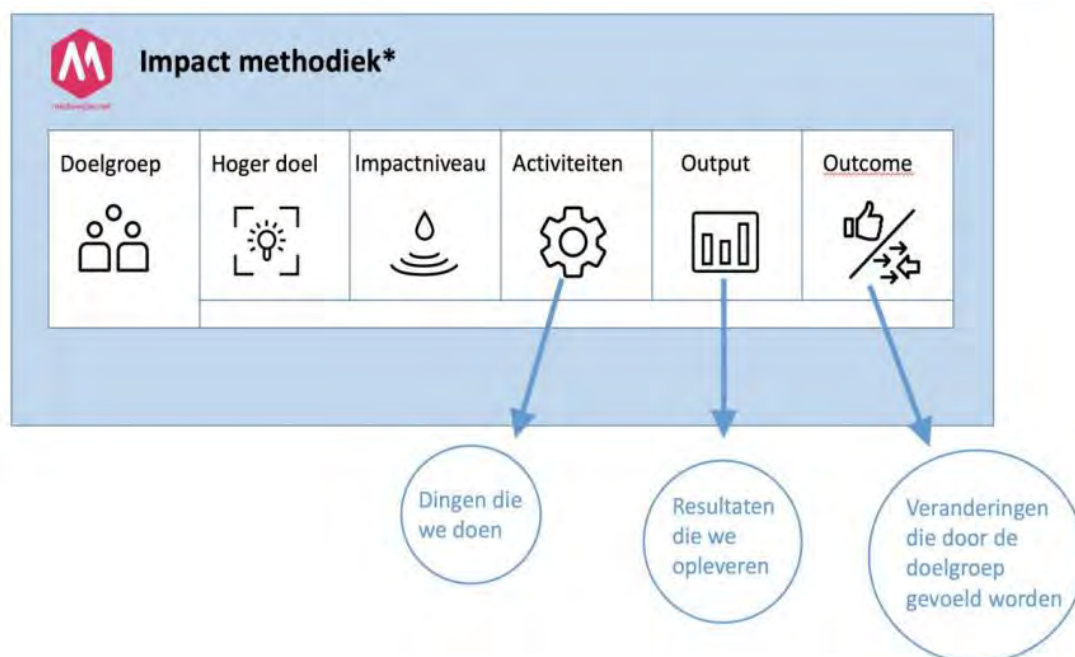 Impact methodiek*
Doelgroep
Hoger doel
Impactniveau
Activiteiten
Output
Outcome
Dingen die
we doen
Resultaten
die we
opleveren
Veranderingen
die door de
doelgroep
gevoeld worden